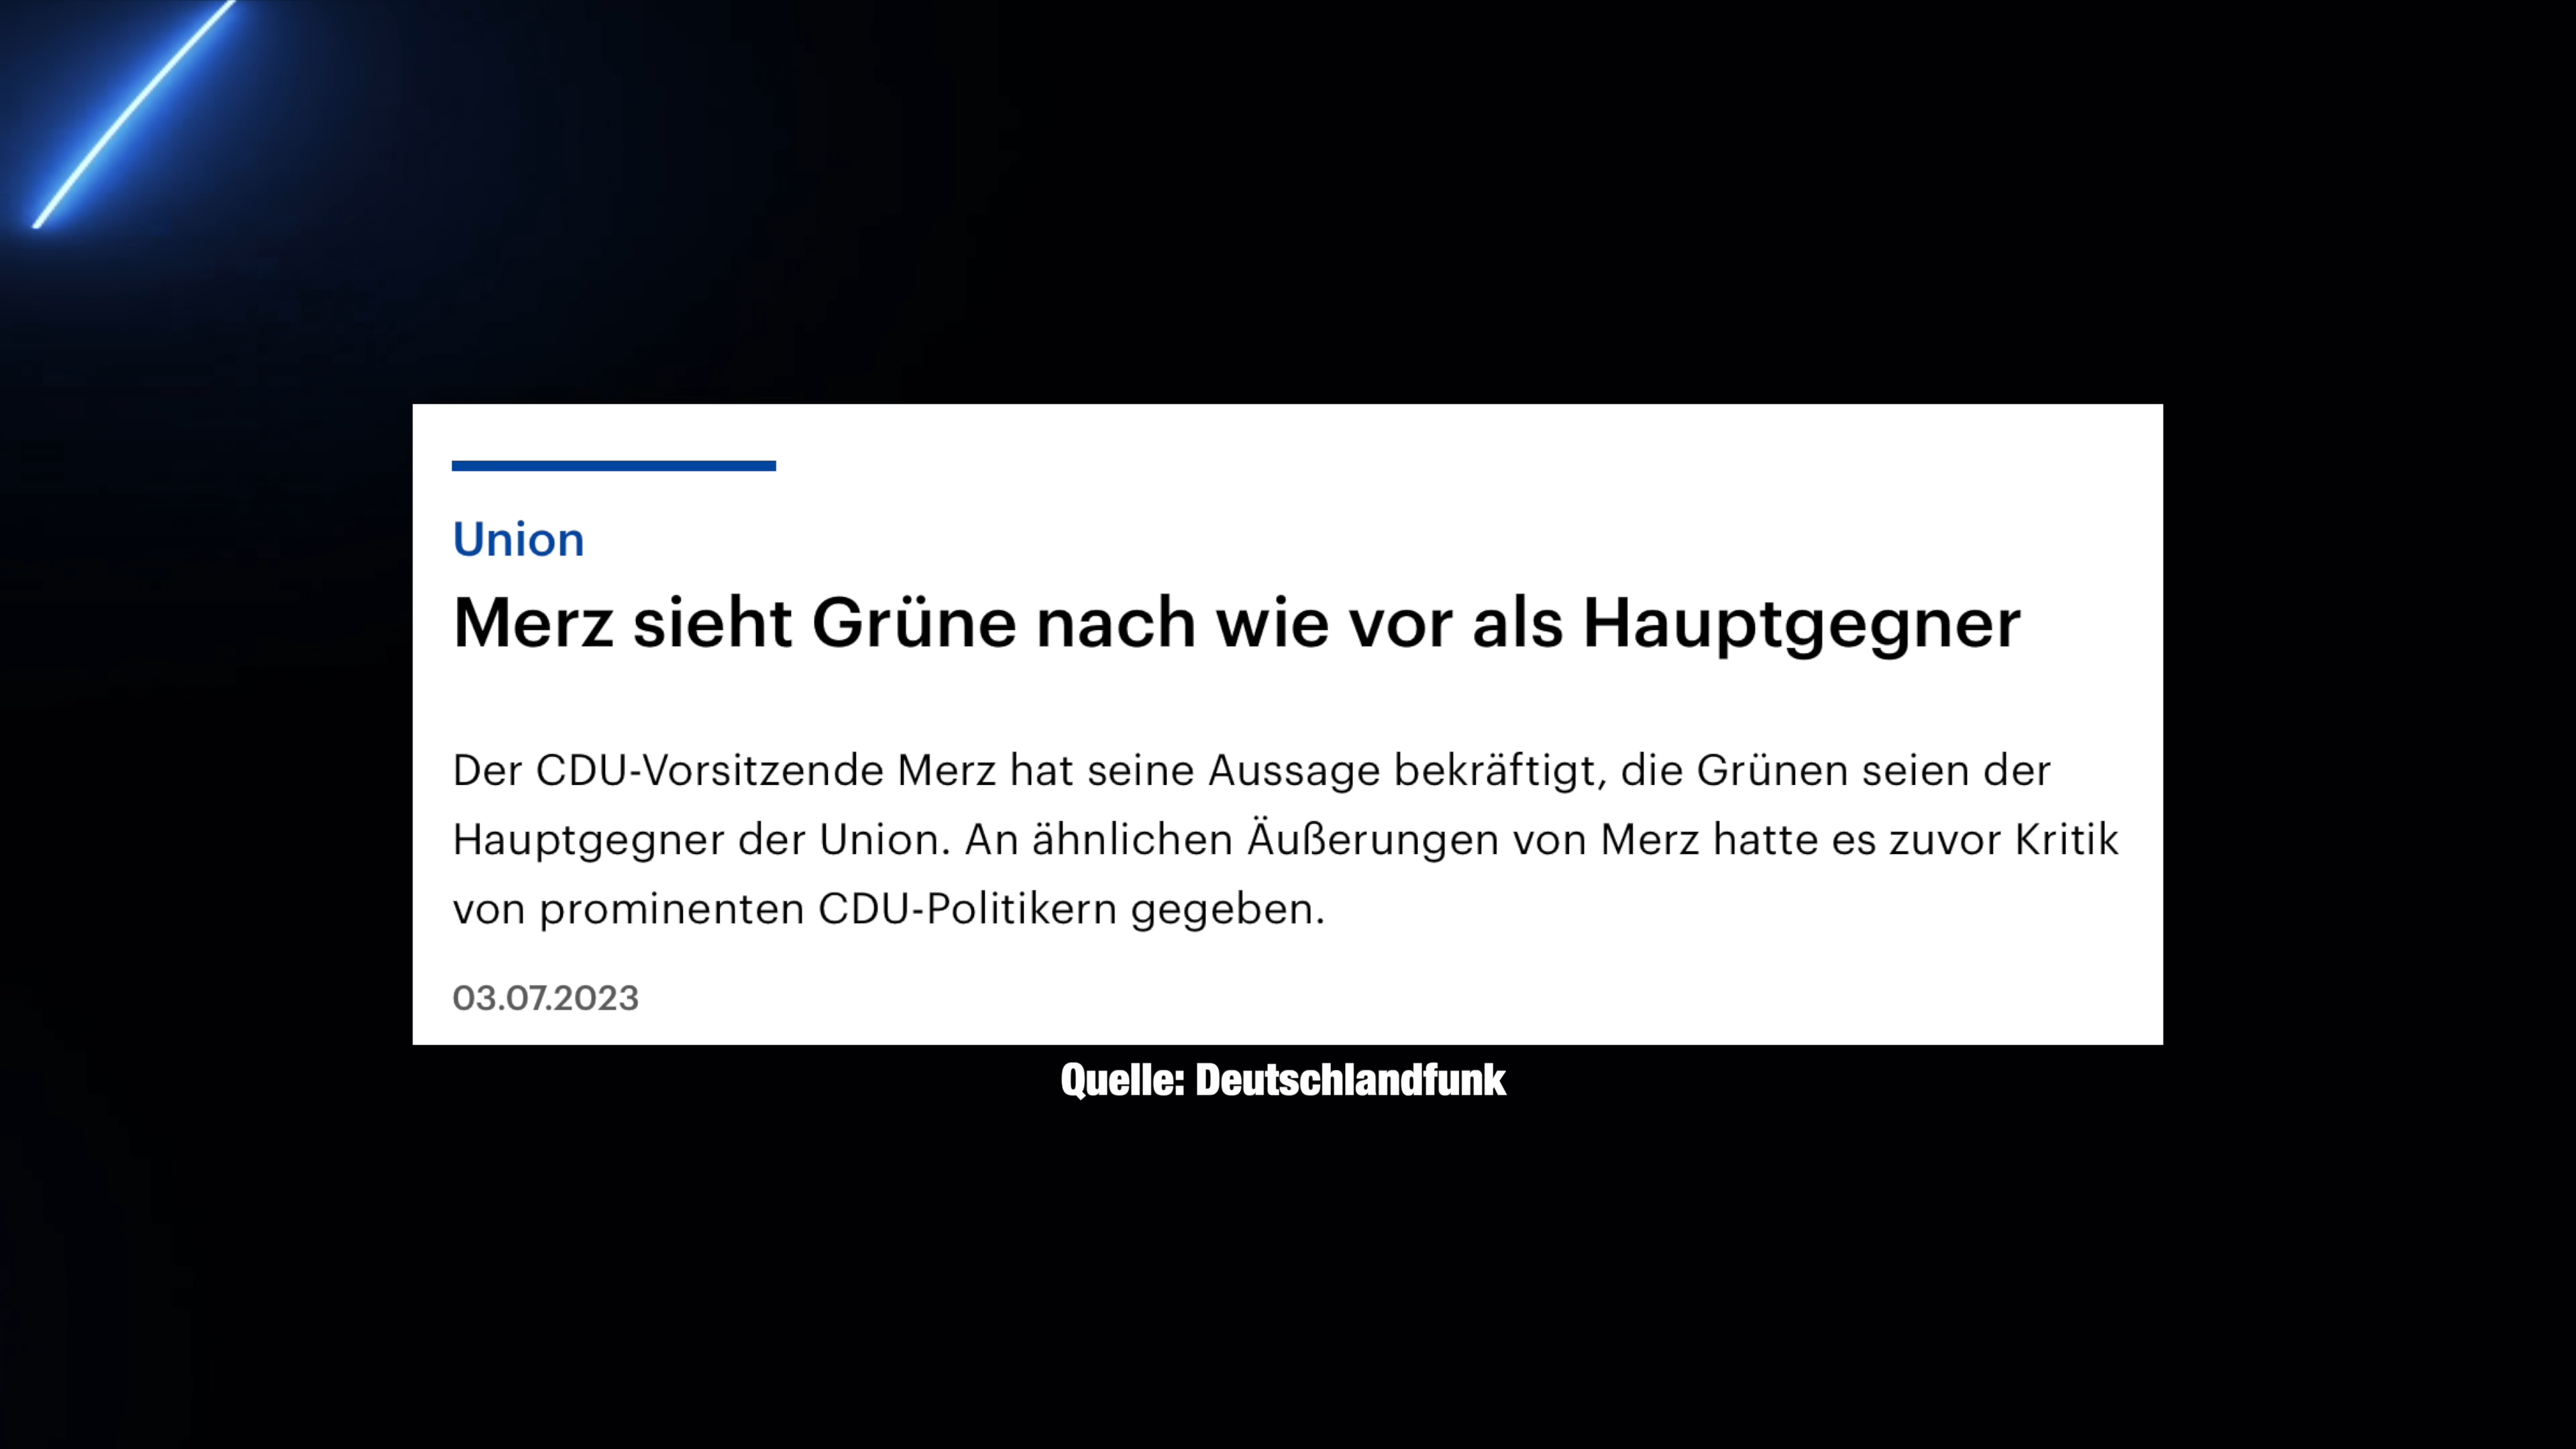 Union
Merz sieht Grüne nach wie vor als Hauptgegner
Der CDU-Vorsitzende Merz hat seine Aussage bekräftigt, die Grünen seien der
Hauptgegner der Union. An ähnlichen Äußerungen von Merz hatte es zuvor Kritik
von prominenten CDU-Politikern gegeben.
03.07.2023
Quelle: Deutschlandfunk